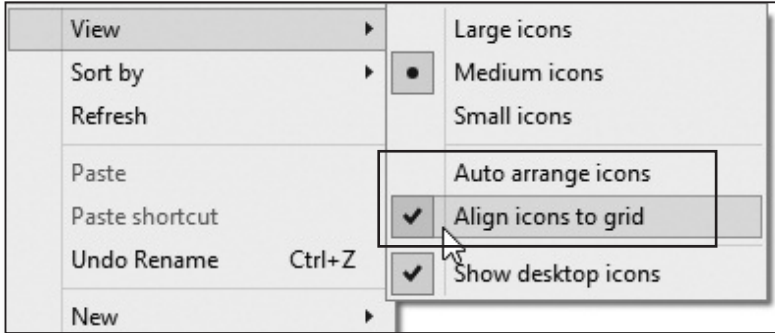 View
Sort by
Refresh
Paste
Paste shortcut
Undo Rename Ctrl+Z
New
Large icons
Medium icons
Small icons
Auto arrange icons
Align icons to grid
Show desktop icons